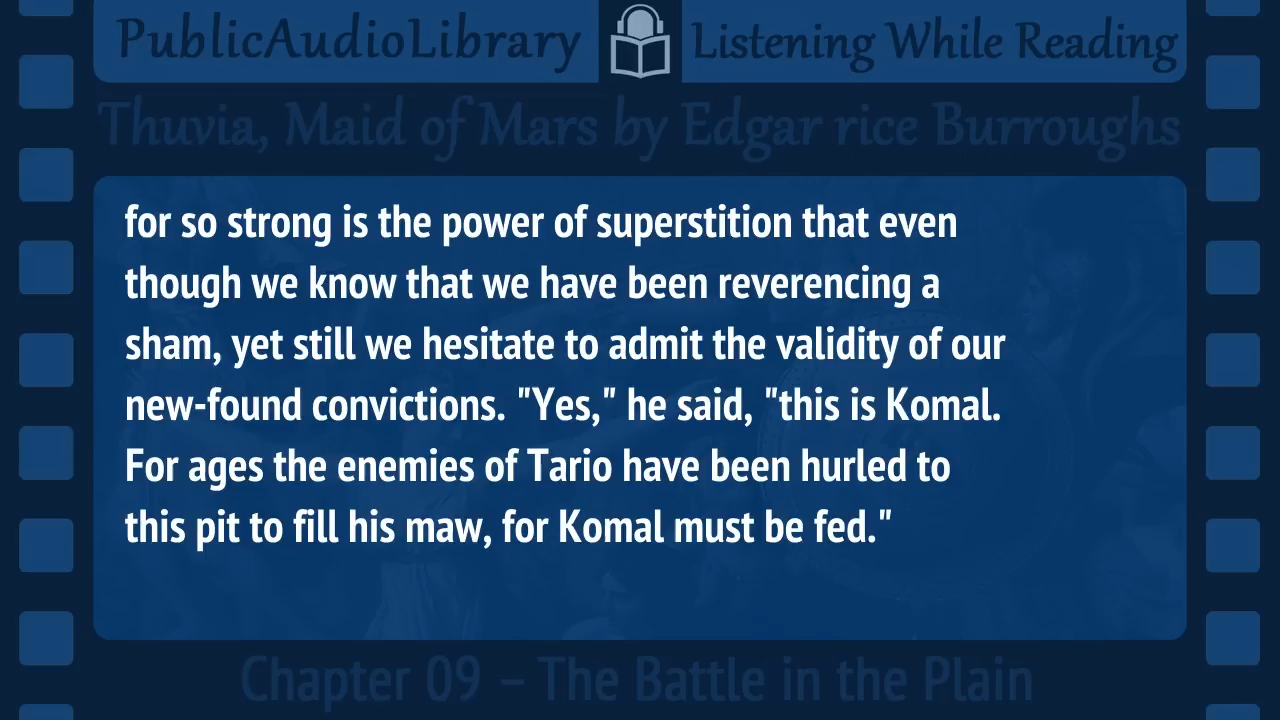 PublicAudioLibrary
Listening While Reading
Thuvia, Maid of Mars by Edgar rice Burroughs
for so strong is the power of superstition that even
though we know that we have been reverencing a
sham, yet still we hesitate to admit the validity of our
new-found convictions. "Yes," he said, "this is Komal.
For ages the enemies of Tario have been hurled to
this pit to fill his maw, for Komal must be fed."
Chapter 09 – The Battle in the Plain